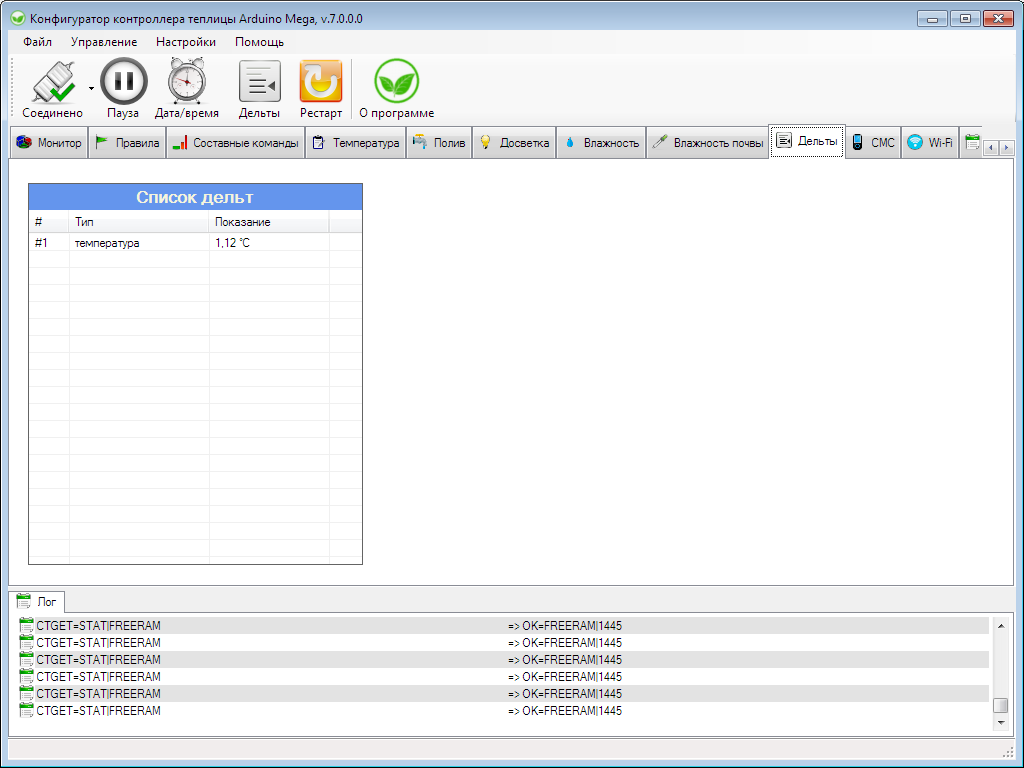 Конфигуратор контроллера теплицы Arduino Mega, v.7.0.0.0
Файл Управление Настройки Помощь
Соединено Пауза Дата/время Дельты Рестарт О программе
Монитор Правила Составные команды Температура Полив Досветка Влажность Влажность почвы Дельты СМС Wi-Fi
Список дельт
# Тип Показание
#1 температура 1,12 °C
Лог
CTGET=STAT|FREERAM => OK=FREERAM|1445
CTGET=STAT|FREERAM => OK=FREERAM|1445
CTGET=STAT|FREERAM => OK=FREERAM|1445
CTGET=STAT|FREERAM => OK=FREERAM|1445
CTGET=STAT|FREERAM => OK=FREERAM|1445
CTGET=STAT|FREERAM => OK=FREERAM|1445